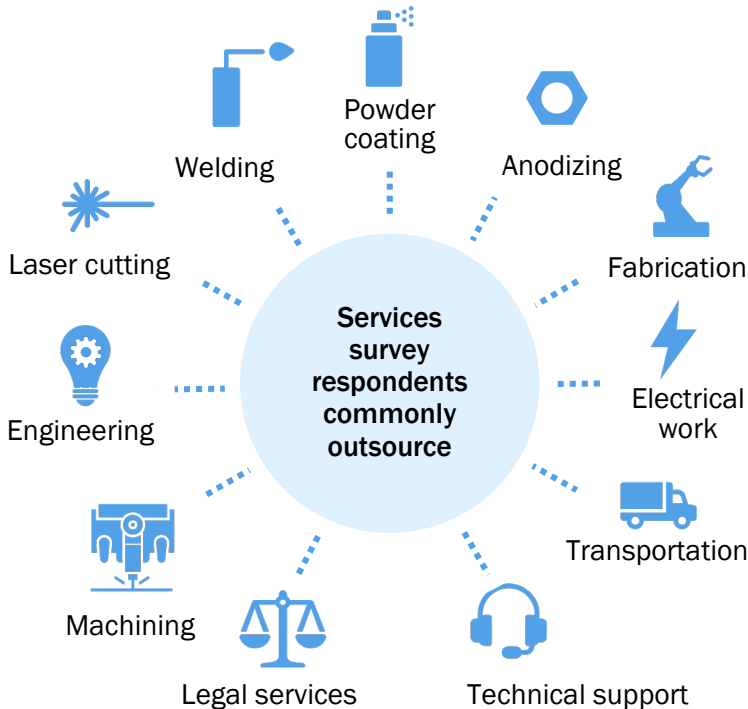 Powder
coating
Welding
Anodizing
Laser cutting
Fabrication
Services
survey
respondents
commonly
outsource
Engineering
Electrical
work
Transportation
Machining
Legal services
Technical support